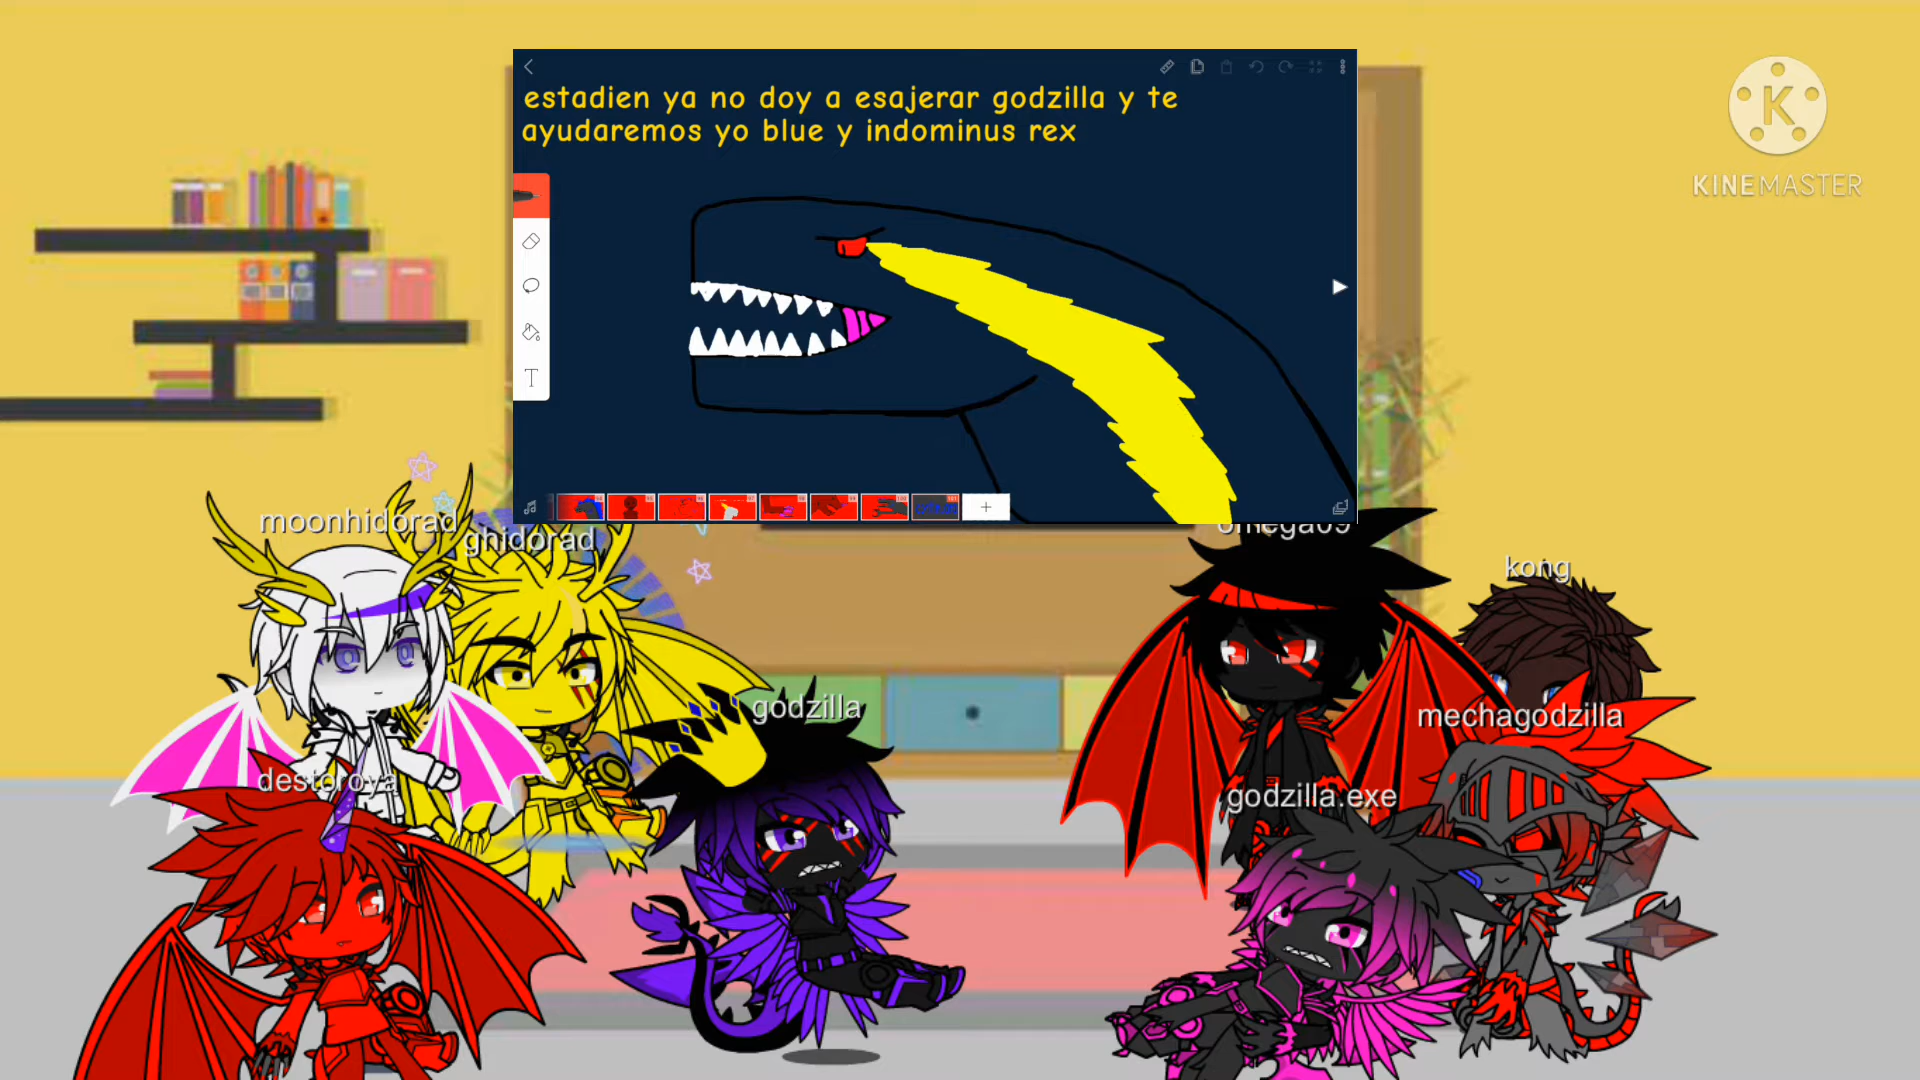 estadien ya no doy a esajerar godzilla y te
ayudaremos yo blue y indominus rex
K
KINEMASTER
T
moonhidorad
ghidorad
omega09
kong
godzilla
mechagodzilla
destoroya
godzilla.exe